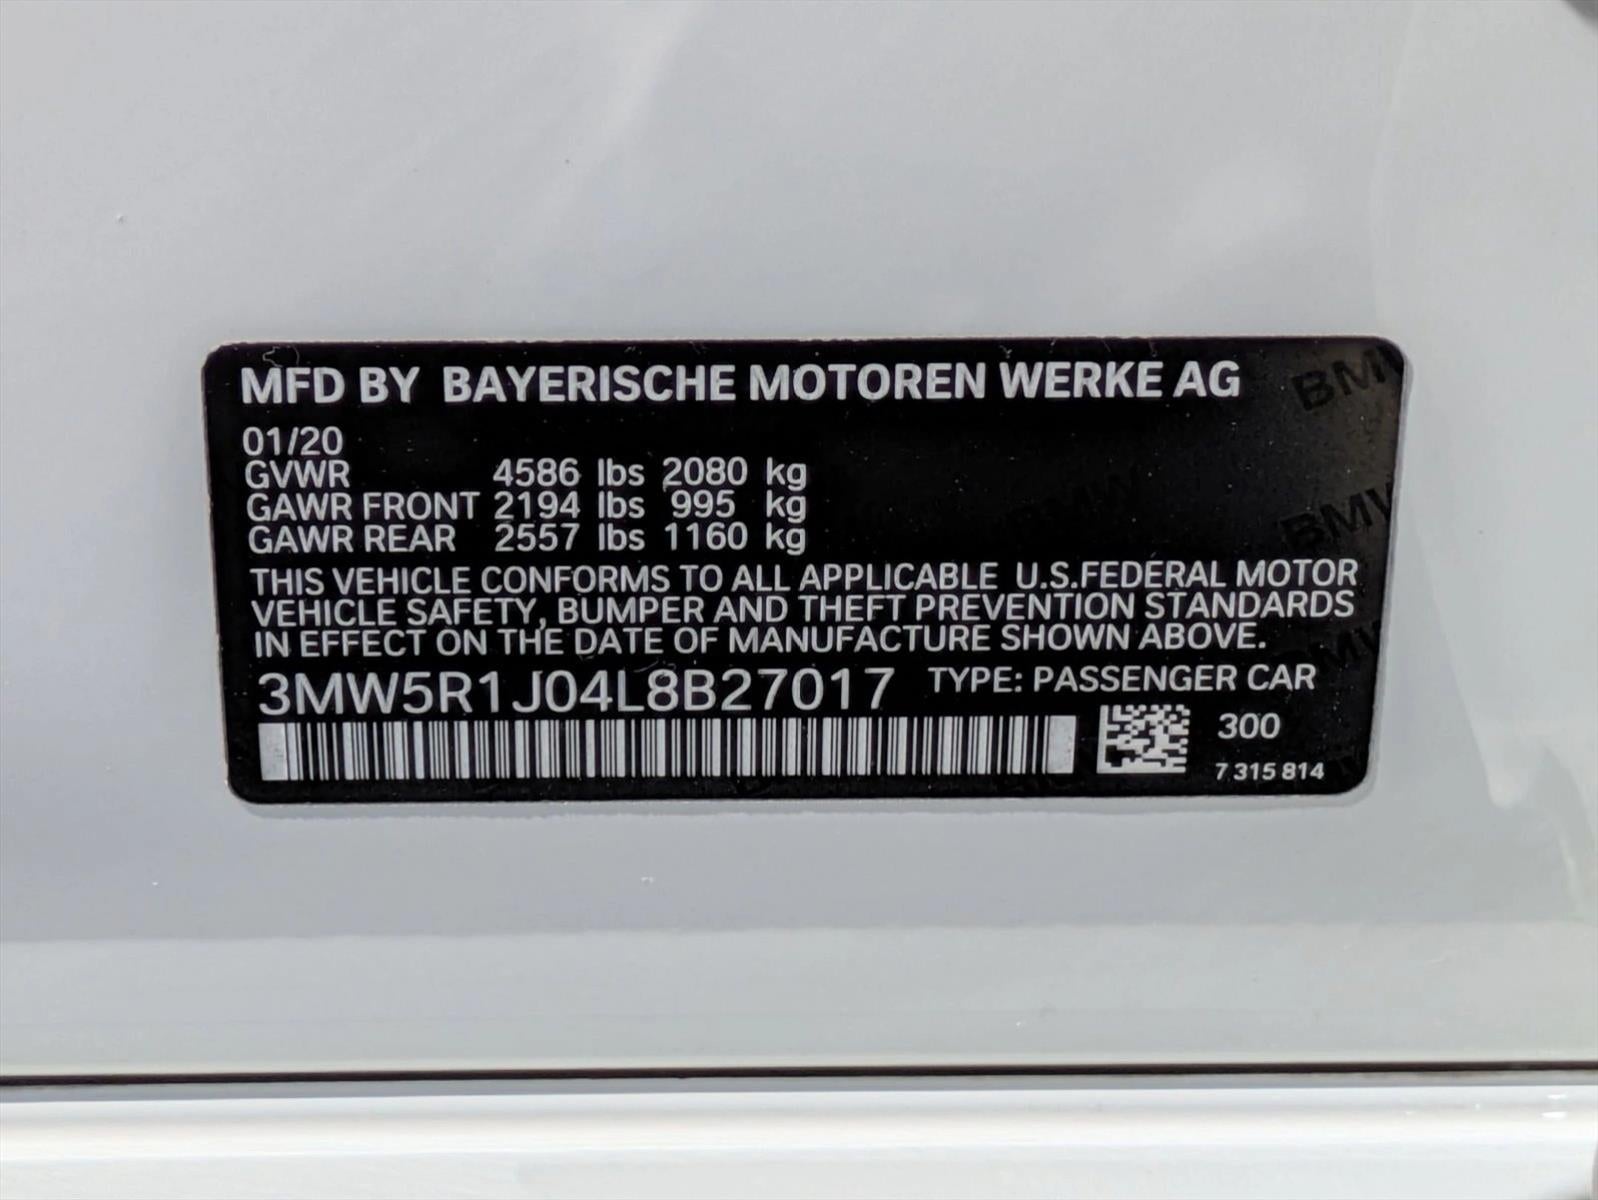 MFD BY BAYERISCHE MOTOREN WERKE AG
01/20
GVWR 4586 lbs 2080 kg
GAWR FRONT 2194 lbs 995 kg
GAWR REAR 2557 lbs 1160 kg
THIS VEHICLE CONFORMS TO ALL APPLICABLE U.S.FEDERAL MOTOR
VEHICLE SAFETY, BUMPER AND THEFT PREVENTION STANDARDS
IN EFFECT ON THE DATE OF MANUFACTURE SHOWN ABOVE.
3MW5R1J04L8B27017 TYPE: PASSENGER CAR
300
7 315 814
BMW
BMW
BMW